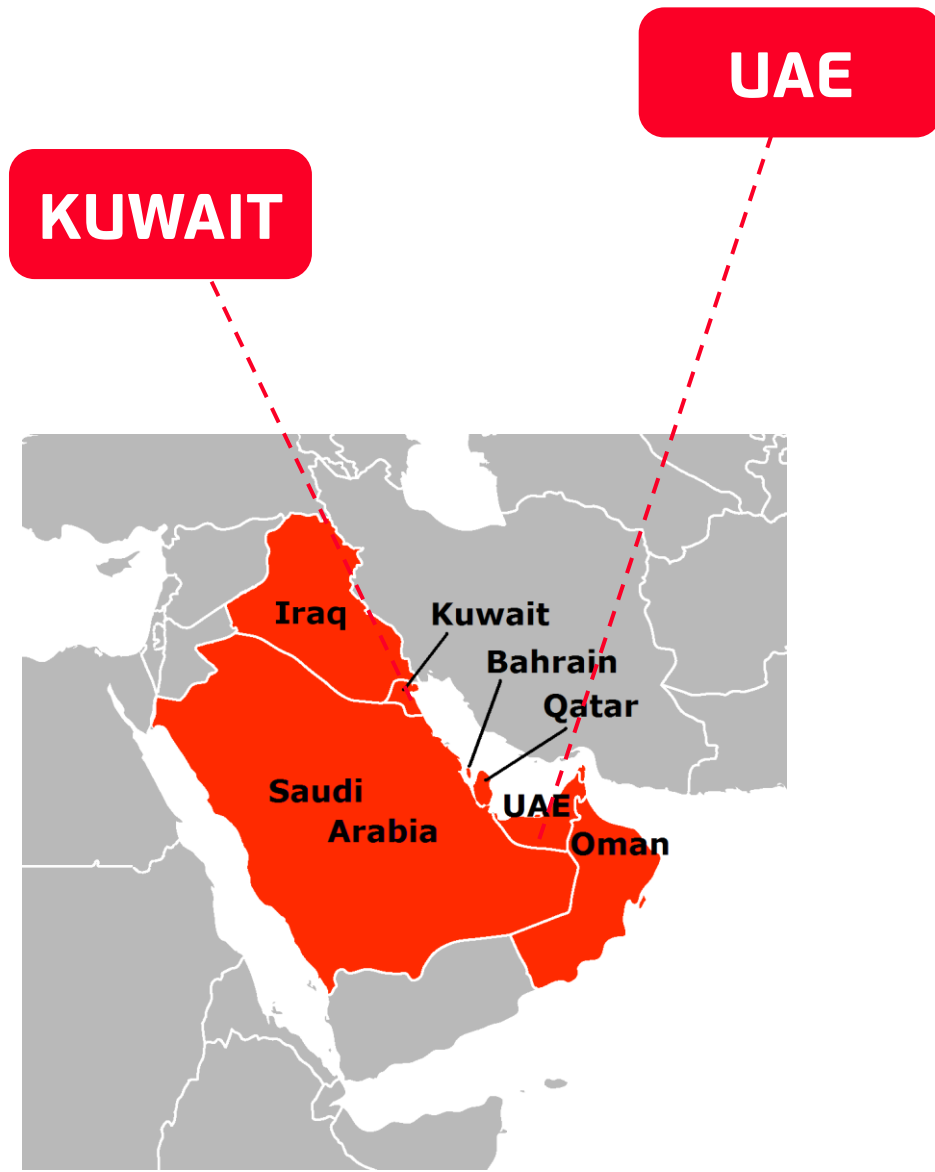 UAE
KUWAIT
Iraq
Kuwait
Bahrain
Qatar
Saudi
Arabia
UAE
Oman